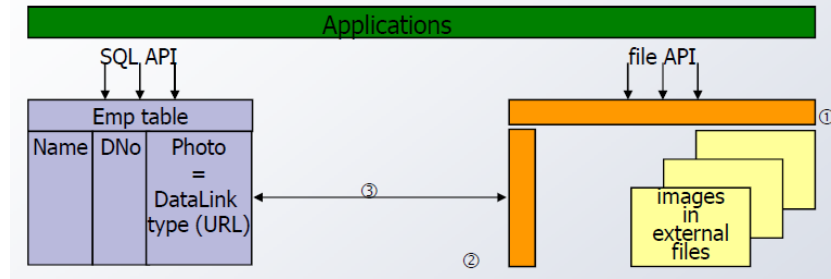 Applications
SQL API
file API
Emp table
①
Name
DNo
Photo
=
DataLink
type (URL)
③
②
images
in
external
files